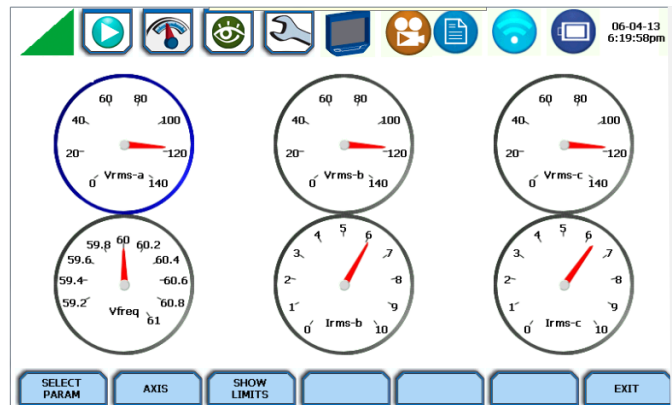 06-04-13
6:19:58pm
60 80
40 100
20 120
Vrms-a
0 140
60 80
40 100
20 120
Vrms-b
0 140
60 80
40 100
20 120
Vrms-c
0 140
59.8 60 60.2
59.6 60.4
59.4 60.6
59.2 60.8
Vfreq 61
4 5 6
3 7
2 8
1 9
Irms-b
0 10
4 5 6
3 7
2 8
1 9
Irms-c
0 10
SELECT
PARAM
AXIS
SHOW
LIMITS
EXIT